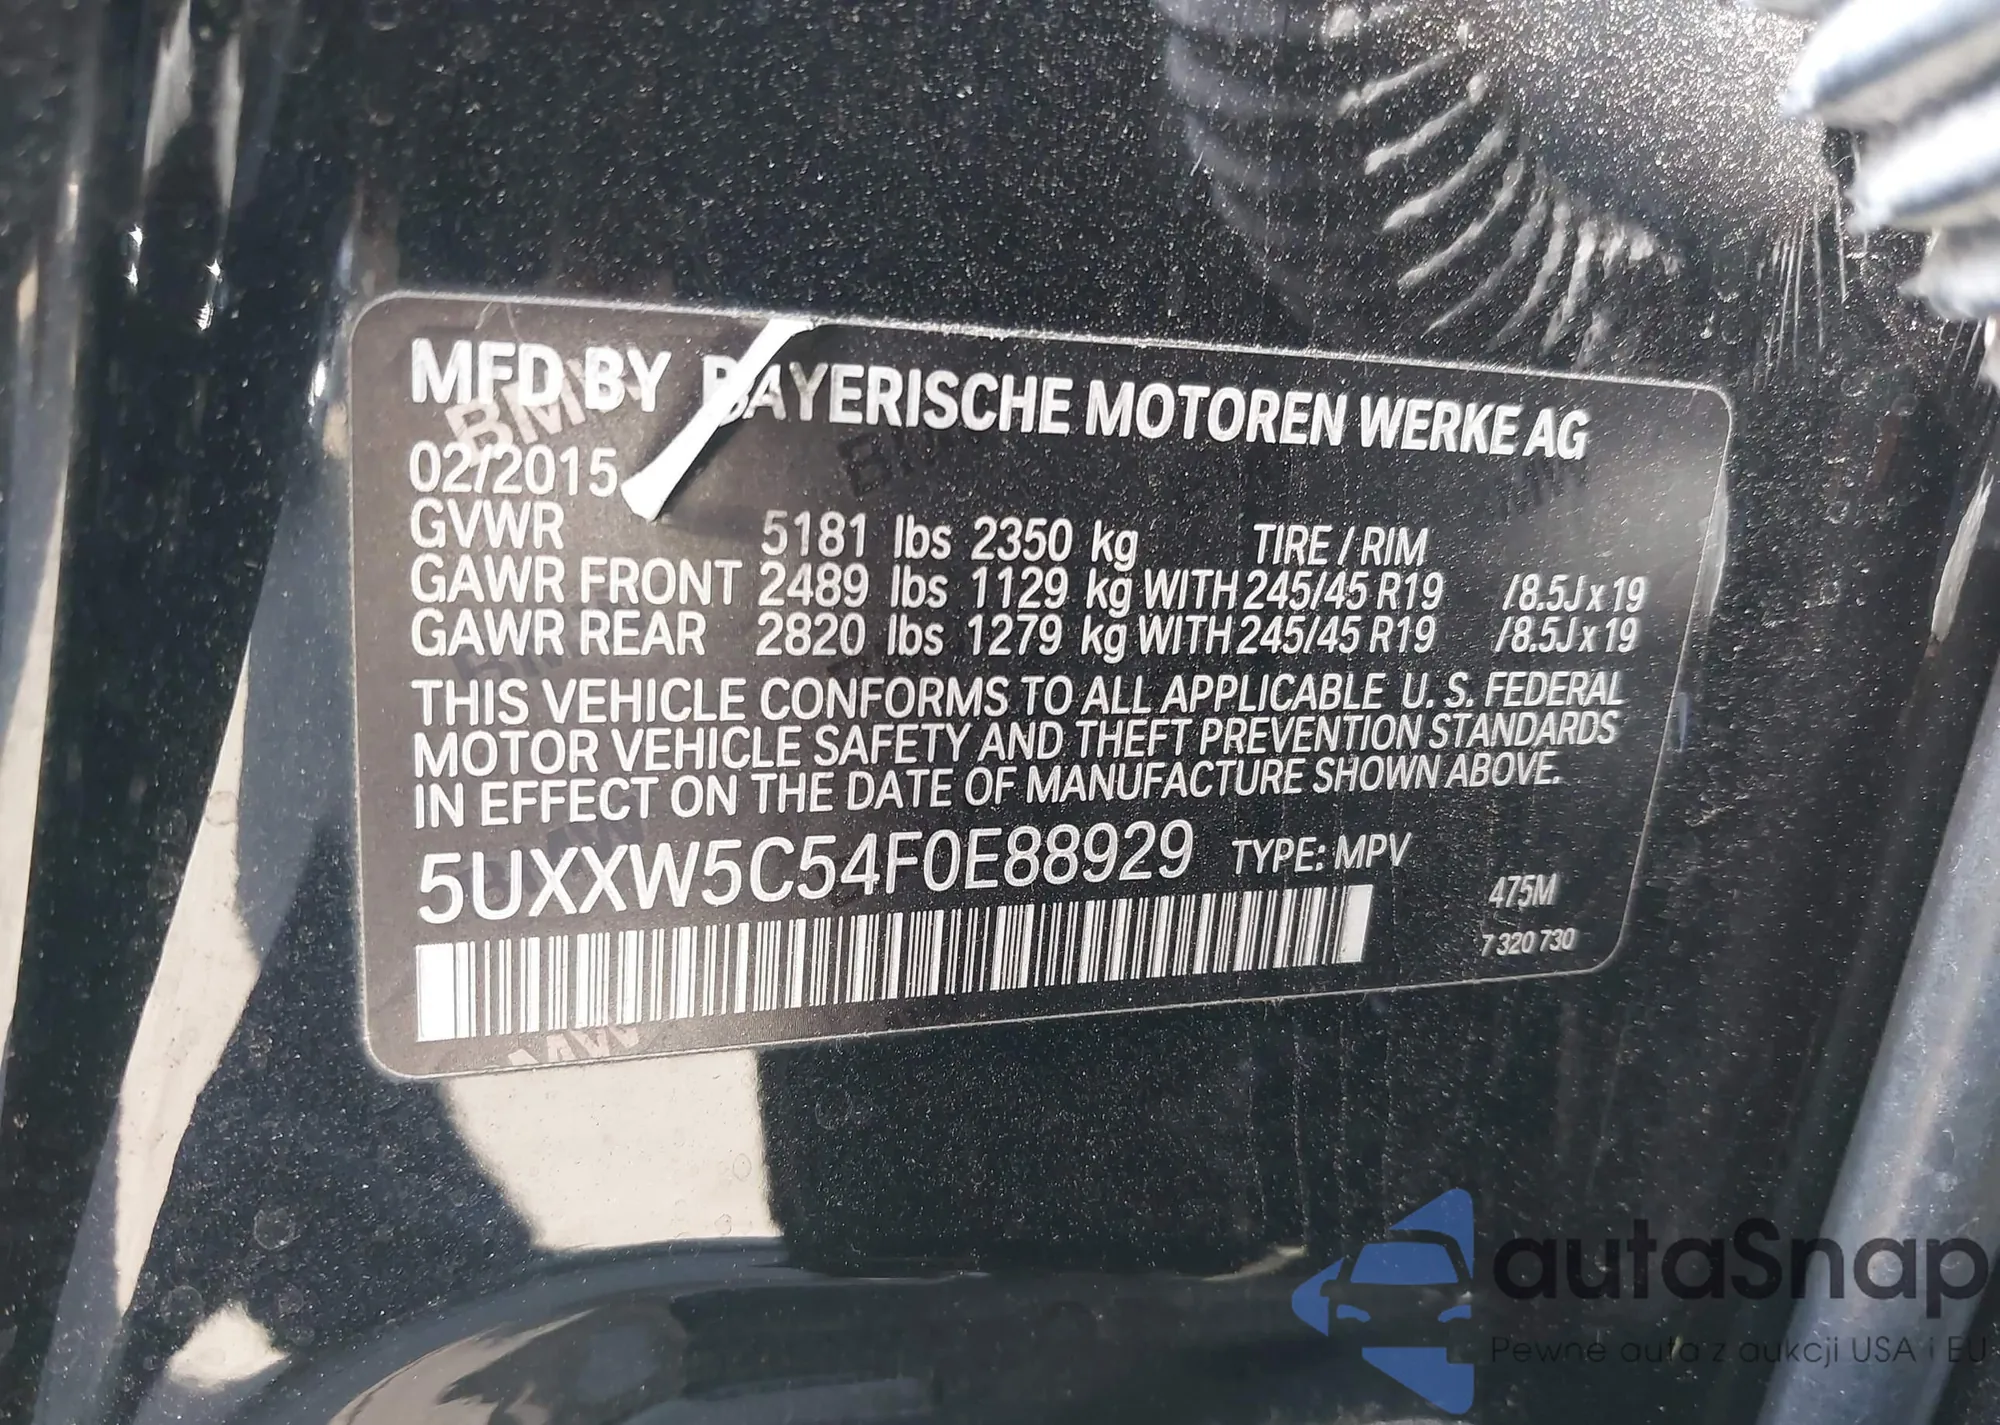 MFD BY BAYERISCHE MOTOREN WERKE AG
02/2015
GVWR 5181 lbs 2350 kg TIRE / RIM
GAWR FRONT 2489 lbs 1129 kg WITH 245/45 R19 /8.5J x 19
GAWR REAR 2820 lbs 1279 kg WITH 245/45 R19 /8.5J x 19
THIS VEHICLE CONFORMS TO ALL APPLICABLE U. S. FEDERAL
MOTOR VEHICLE SAFETY AND THEFT PREVENTION STANDARDS
IN EFFECT ON THE DATE OF MANUFACTURE SHOWN ABOVE.
5UXXW5C54F0E88929 TYPE: MPV
475M
7 320 730
autaSnap
Pewne auta z aukcji USA i EU